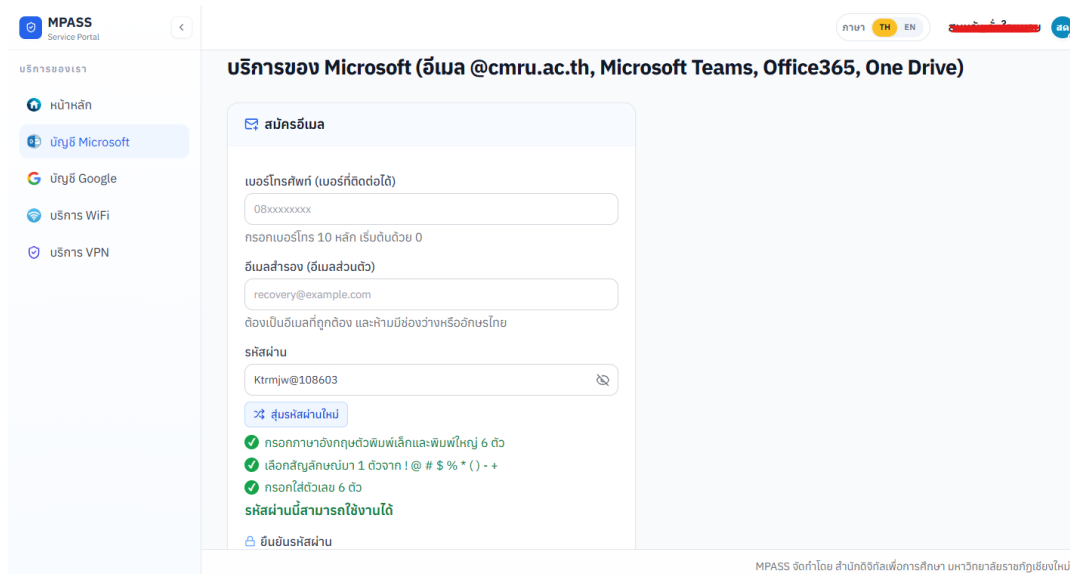 MPASS
Service Portal
ภาษา TH EN
สด
บริการของเรา
หน้าหลัก
บัญชี Microsoft
บัญชี Google
บริการ WiFi
บริการ VPN
บริการของ Microsoft (อีเมล @cmru.ac.th, Microsoft Teams, Office365, One Drive)
สมัครอีเมล
เบอร์โทรศัพท์ (เบอร์ที่ติดต่อได้)
08xxxxxxxx
กรอกเบอร์โทร 10 หลัก เริ่มต้นด้วย 0
อีเมลสำรอง (อีเมลส่วนตัว)
recovery@example.com
ต้องเป็นอีเมลที่ถูกต้อง และห้ามมีช่องว่างหรืออักษรไทย
รหัสผ่าน
Ktrmjw@108603
สุ่มรหัสผ่านใหม่
กรอกภาษาอังกฤษตัวพิมพ์เล็กและพิมพ์ใหญ่ 6 ตัว
เลือกสัญลักษณ์มา 1 ตัวจาก ! @ # $ % * ( ) - +
กรอกใส่ตัวเลข 6 ตัว
รหัสผ่านนี้สามารถใช้งานได้
ยืนยันรหัสผ่าน
MPASS จัดทำโดย สำนักดิจิทัลเพื่อการศึกษา มหาวิทยาลัยราชภัฏเชียงใหม่